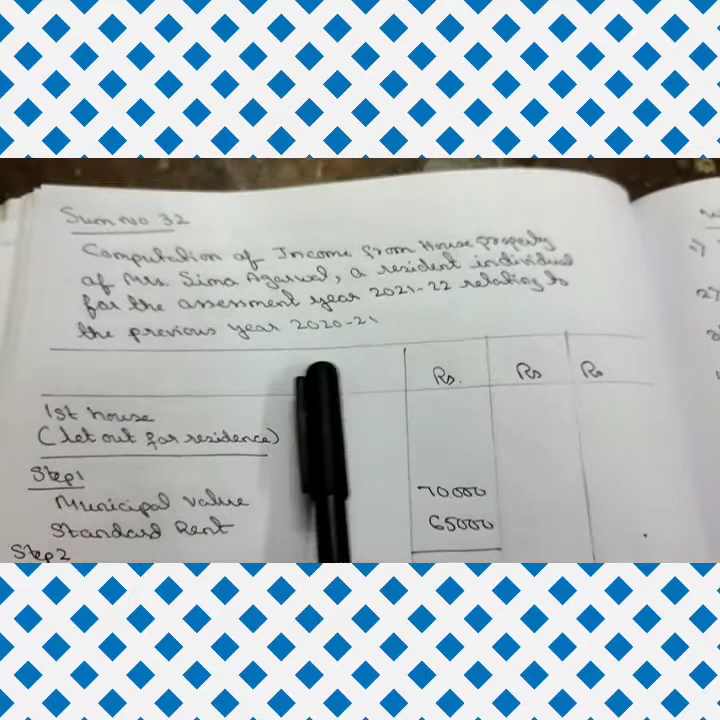 Sum no 32
Computation of Income from House property
of Mrs. Sima Agarwal, a resident individual
for the assessment year 2021-22 relating to
the previous year 2020-21
Rs. Rs Rs
1st house
(let out for residence)
Step1
Municipal value 70000
Standard Rent 65000
Step2